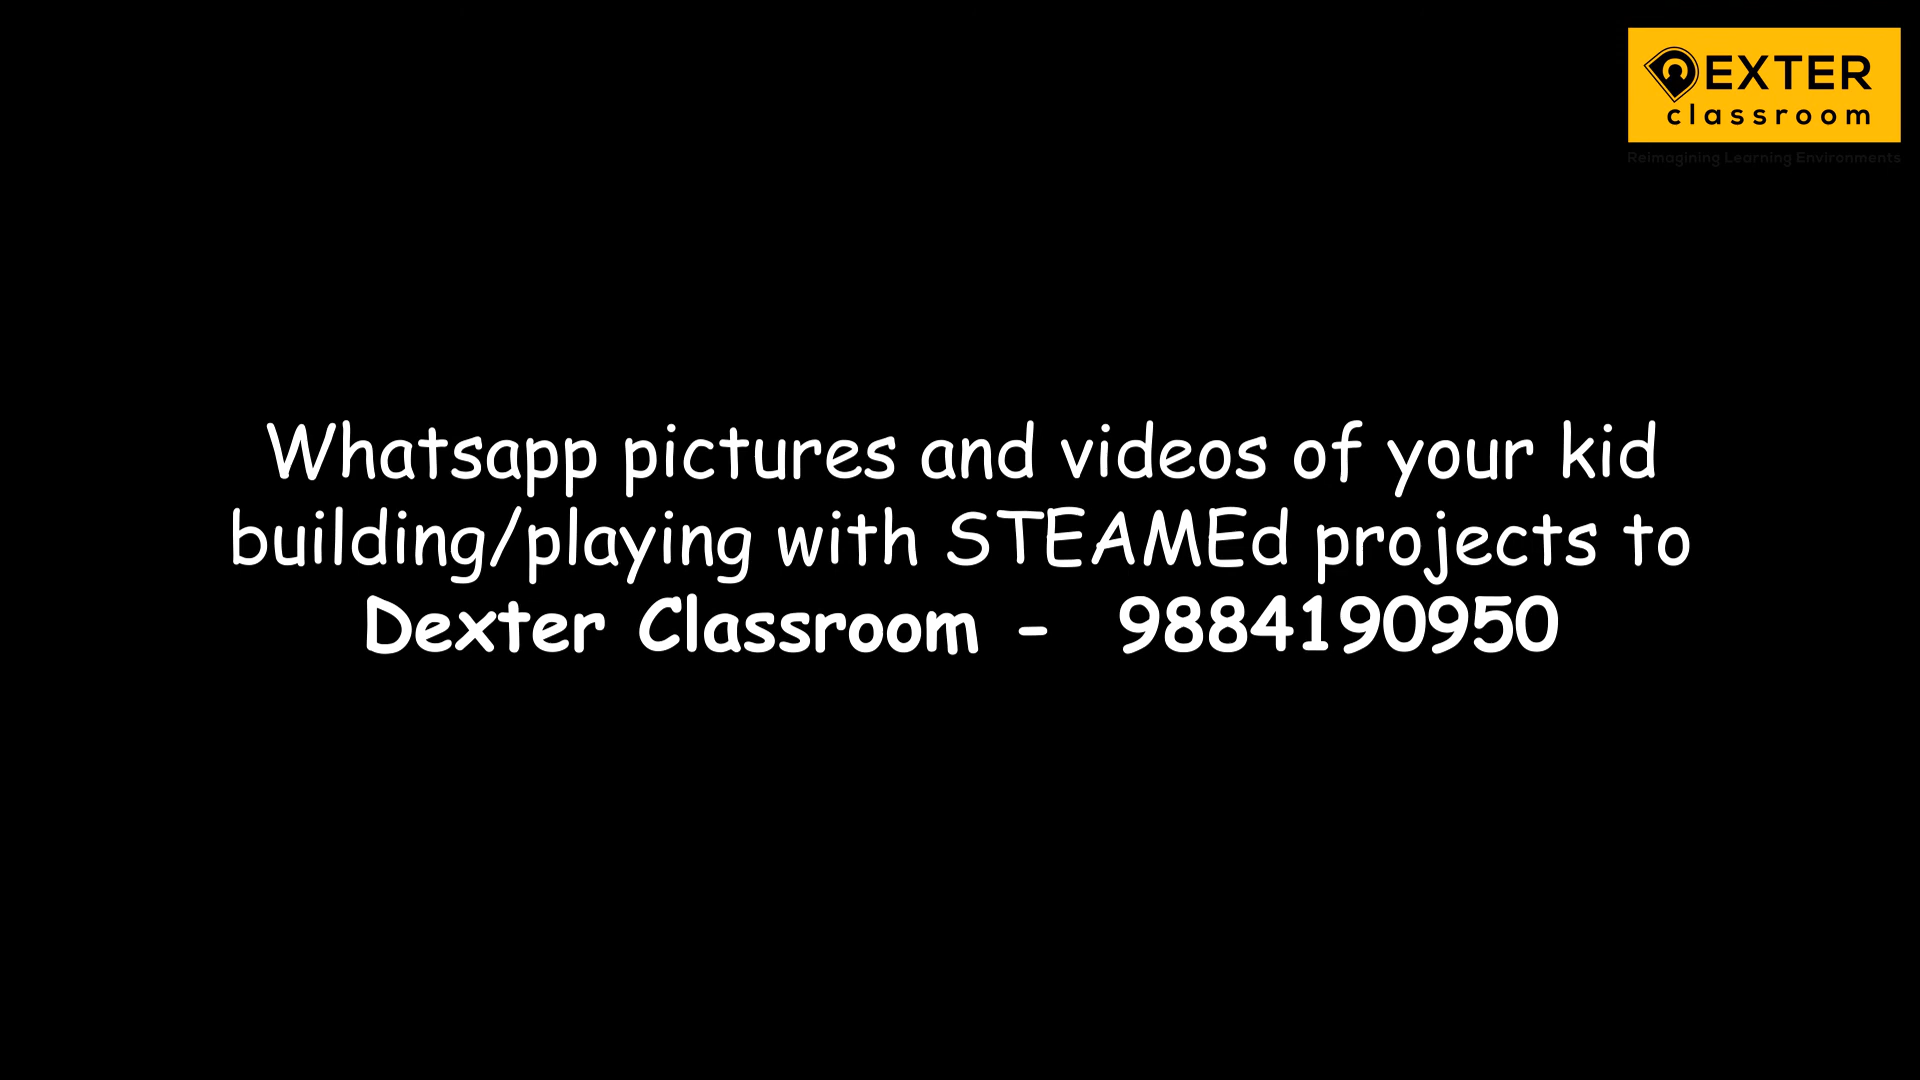 DEXTER
classroom
Reimagining Learning Environments
Whatsapp pictures and videos of your kid
building/playing with STEAMEd projects to
Dexter Classroom - 9884190950